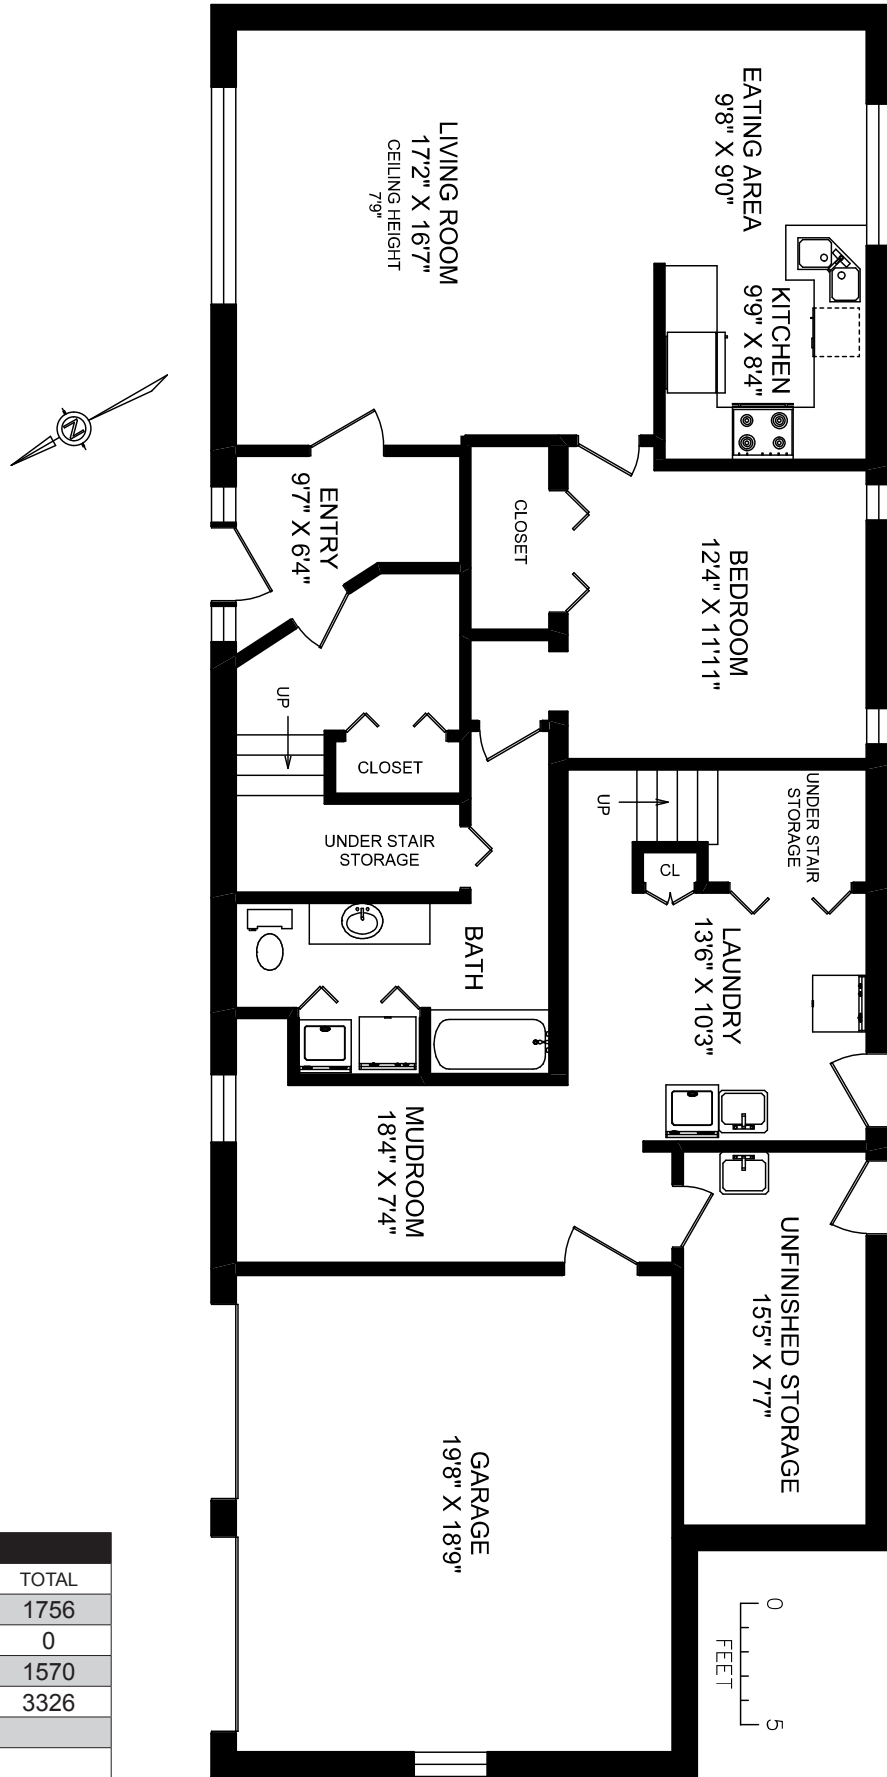 EATING AREA
9'8" X 9'0"
LIVING ROOM
17'2" X 16'7"
CEILING HEIGHT
7'9"
KITCHEN
9'9" X 8'4"
N
ENTRY
9'7" X 6'4"
CLOSET
BEDROOM
12'4" X 11'11"
UP
CLOSET
UNDER STAIR
STORAGE
UP
UNDER STAIR
STORAGE
CL
BATH
LAUNDRY
13'6" X 10'3"
MUDROOM
18'4" X 7'4"
UNFINISHED STORAGE
15'5" X 7'7"
GARAGE
19'8" X 18'9"
0
5
FEET
TOTAL
1756
0
1570
3326